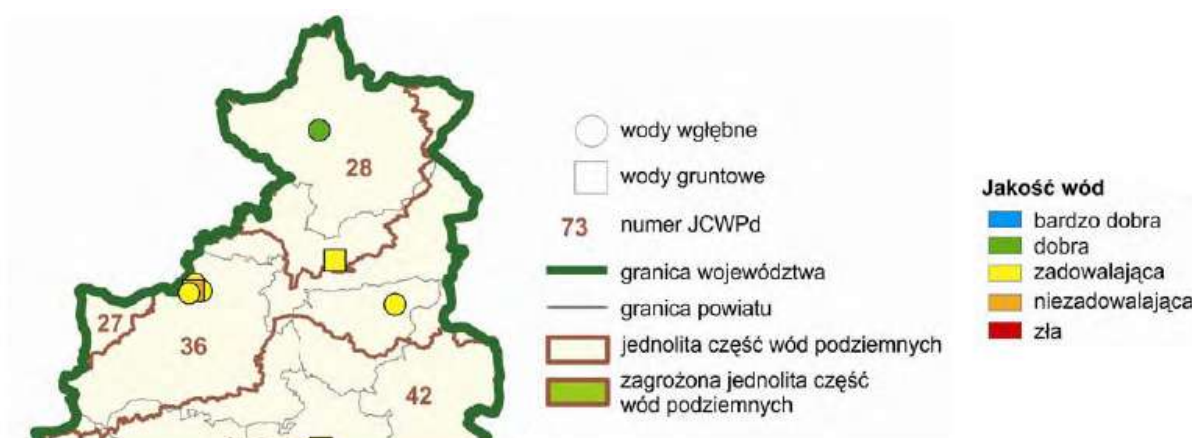 28
27
36
42
wody wgłębne
wody gruntowe
73 numer JCWPd
granica województwa
granica powiatu
jednolita część wód podziemnych
zagrożona jednolita część
wód podziemnych
Jakość wód
bardzo dobra
dobra
zadowalająca
niezadowalająca
zła